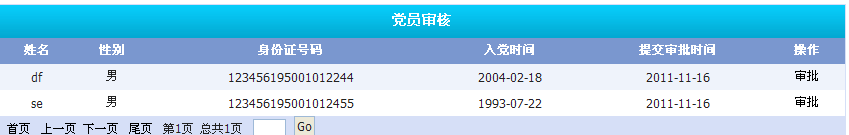 党员审核
姓名 性别 身份证号码 入党时间 提交审批时间 操作
df 男 123456195001012244 2004-02-18 2011-11-16 审批
se 男 123456195001012455 1993-07-22 2011-11-16 审批
首页 上一页 下一页 尾页 第1页 总共1页 Go